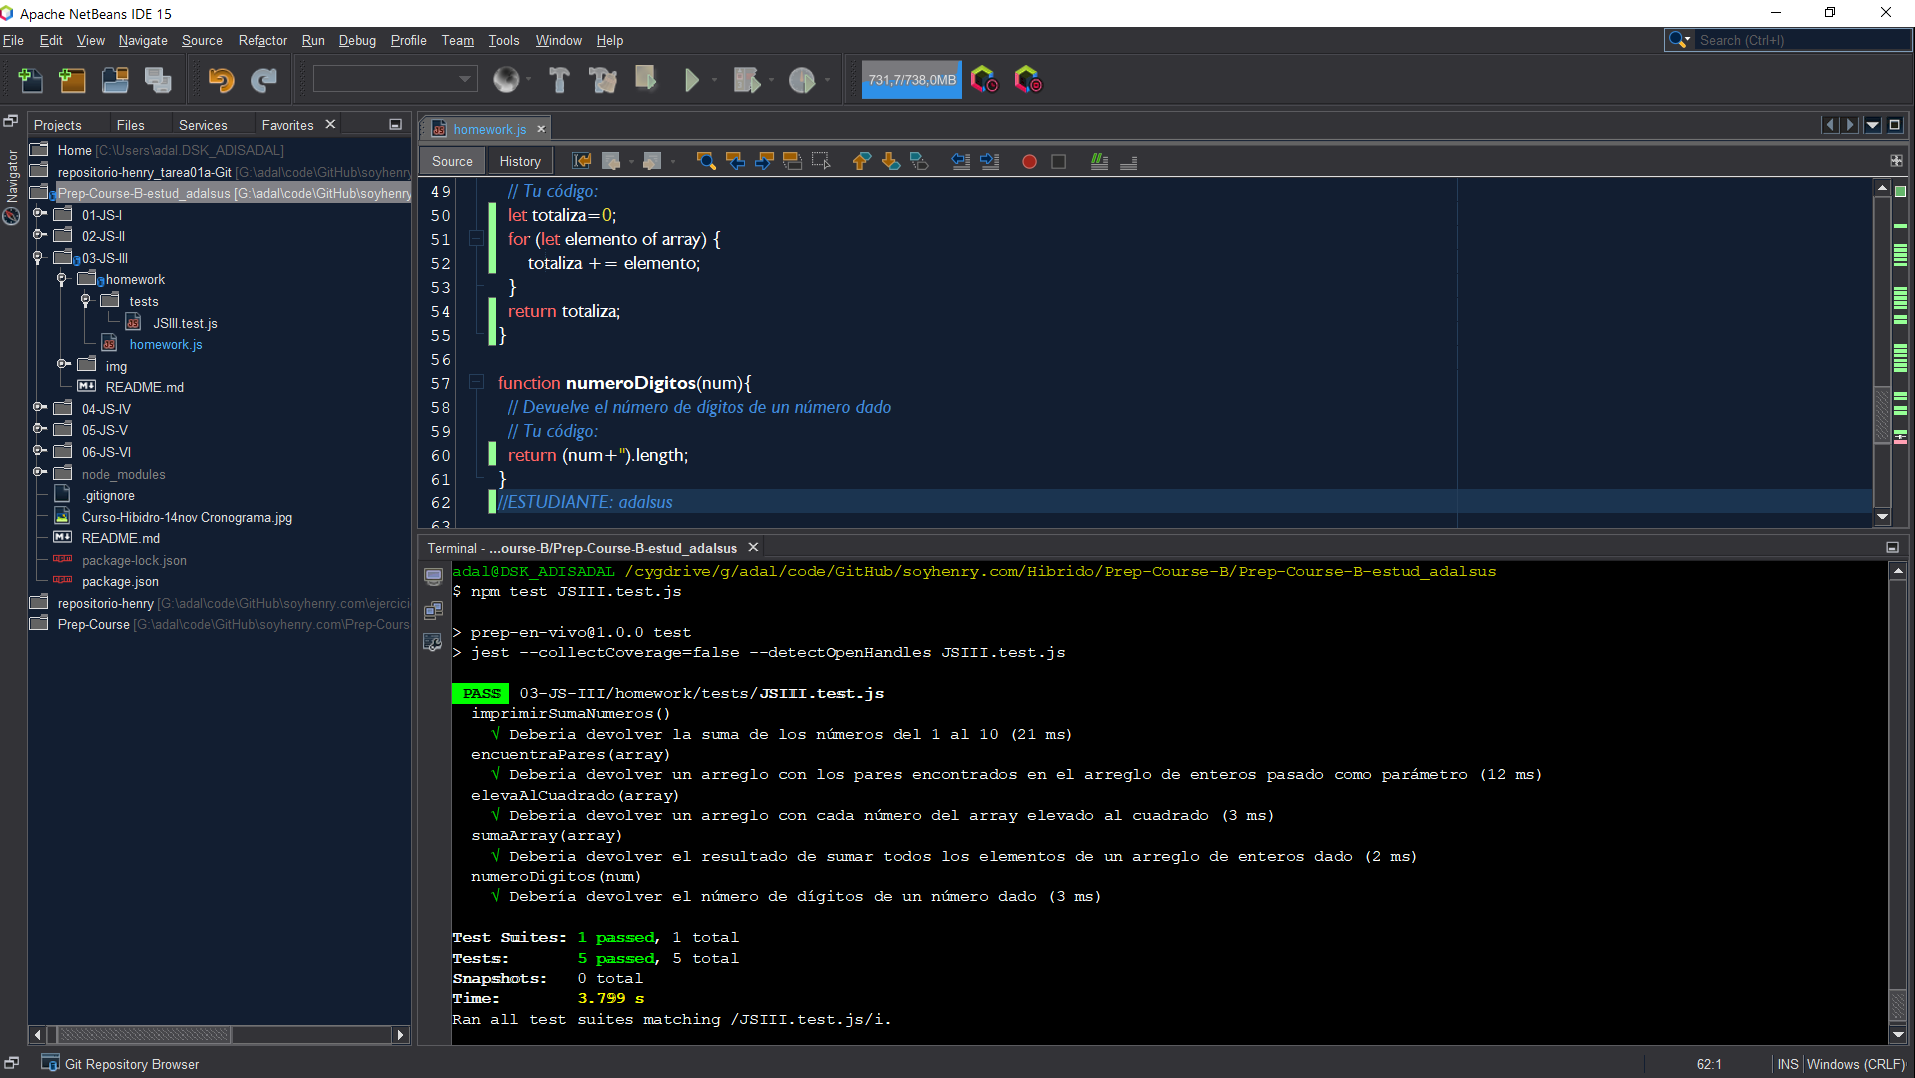 Apache NetBeans IDE 15
File Edit View Navigate Source Refactor Run Debug Profile Team Tools Window Help
Search (Ctrl+I)
731,7/738,0MB
Projects Files Services Favorites
Navigator
Home [C:\Users\adal.DSK_ADISADAL]
repositorio-henry_tarea01a-Git [G:\adal\code\GitHub\soyhenry
Prep-Course-B-estud_adalsus [G:\adal\code\GitHub\soyhenry
01-JS-I
02-JS-II
03-JS-III
homework
tests
JSIII.test.js
homework.js
img
README.md
04-JS-IV
05-JS-V
06-JS-VI
node_modules
.gitignore
Curso-Hibidro-14nov Cronograma.jpg
README.md
package-lock.json
package.json
repositorio-henry [G:\adal\code\GitHub\soyhenry.com\ejercici
Prep-Course [G:\adal\code\GitHub\soyhenry.com\Prep-Cours
homework.js
Source History
49 // Tu código:
50 let totaliza=0;
51 for (let elemento of array) {
52 totaliza += elemento;
53 }
54 return totaliza;
55 }
56
57 function numeroDigitos(num){
58 // Devuelve el número de dígitos de un número dado
59 // Tu código:
60 return (num+'').length;
61 }
62 //ESTUDIANTE: adalsus
63
Terminal - ...ourse-B/Prep-Course-B-estud_adalsus
adal@DSK_ADISADAL /cygdrive/g/adal/code/GitHub/soyhenry.com/Hibrido/Prep-Course-B/Prep-Course-B-estud_adalsus
$ npm test JSIII.test.js
> prep-en-vivo@1.0.0 test
> jest --collectCoverage=false --detectOpenHandles JSIII.test.js
PASS 03-JS-III/homework/tests/JSIII.test.js
imprimirSumaNumeros()
√ Deberia devolver la suma de los números del 1 al 10 (21 ms)
encuentraPares(array)
√ Deberia devolver un arreglo con los pares encontrados en el arreglo de enteros pasado como parámetro (12 ms)
elevaAlCuadrado(array)
√ Deberia devolver un arreglo con cada número del array elevado al cuadrado (3 ms)
sumaArray(array)
√ Deberia devolver el resultado de sumar todos los elementos de un arreglo de enteros dado (2 ms)
numeroDigitos(num)
√ Debería devolver el número de dígitos de un número dado (3 ms)
Test Suites: 1 passed, 1 total
Tests: 5 passed, 5 total
Snapshots: 0 total
Time: 3.799 s
Ran all test suites matching /JSIII.test.js/i.
Git Repository Browser
62:1 INS Windows (CRLF)